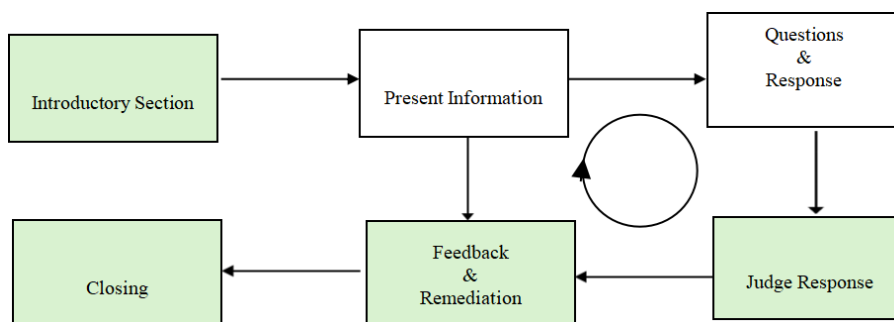 Introductory Section
Present Information
Questions
&
Response
Closing
Feedback
&
Remediation
Judge Response